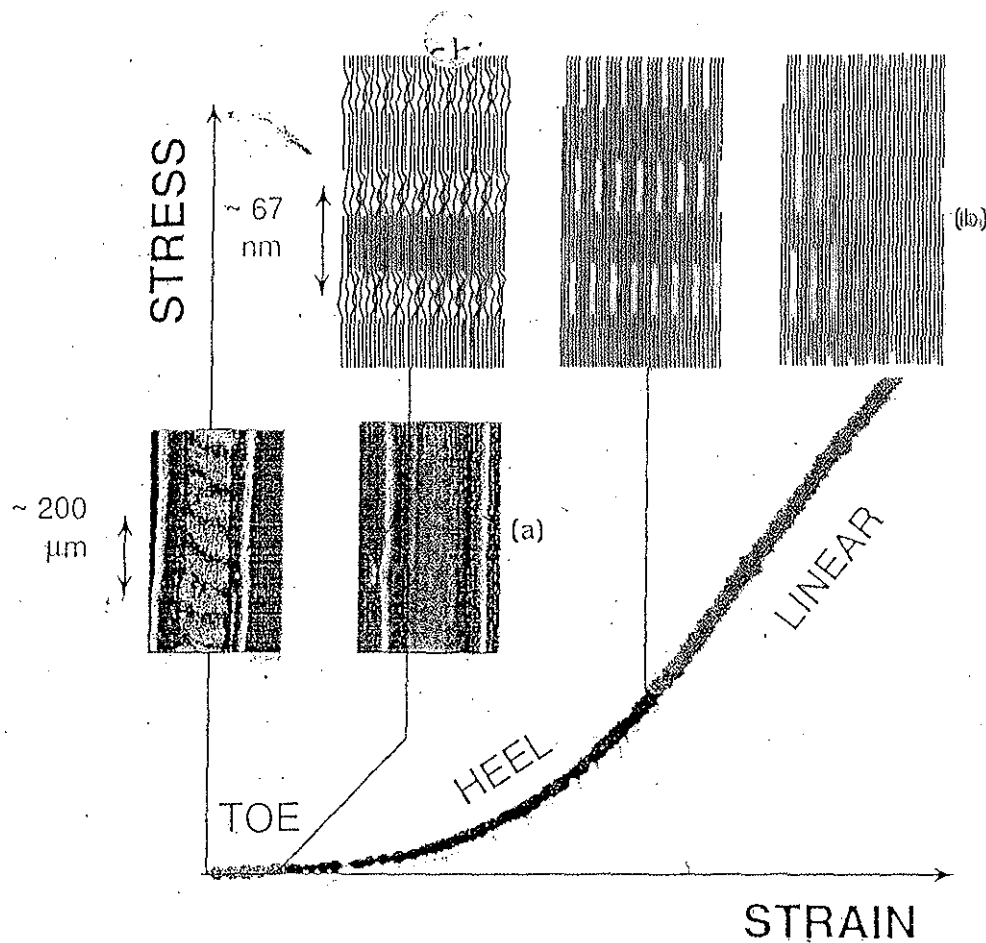 STRESS
~ 67
nm
(b)
~ 200
µm
(a)
LINEAR
HEEL
TOE
STRAIN